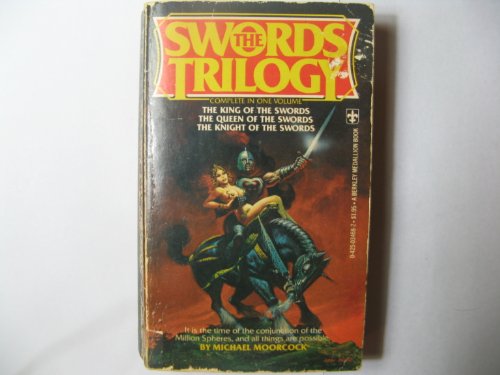 THE
SWORDS
TRILOGY
COMPLETE IN ONE VOLUME
THE KING OF THE SWORDS
THE QUEEN OF THE SWORDS
THE KNIGHT OF THE SWORDS
$1.95 • A BERKLEY MEDALLION BOOK
It is the time of the conjunction of the
Million Spheres, and all things are possible
BY MICHAEL MOORCOCK